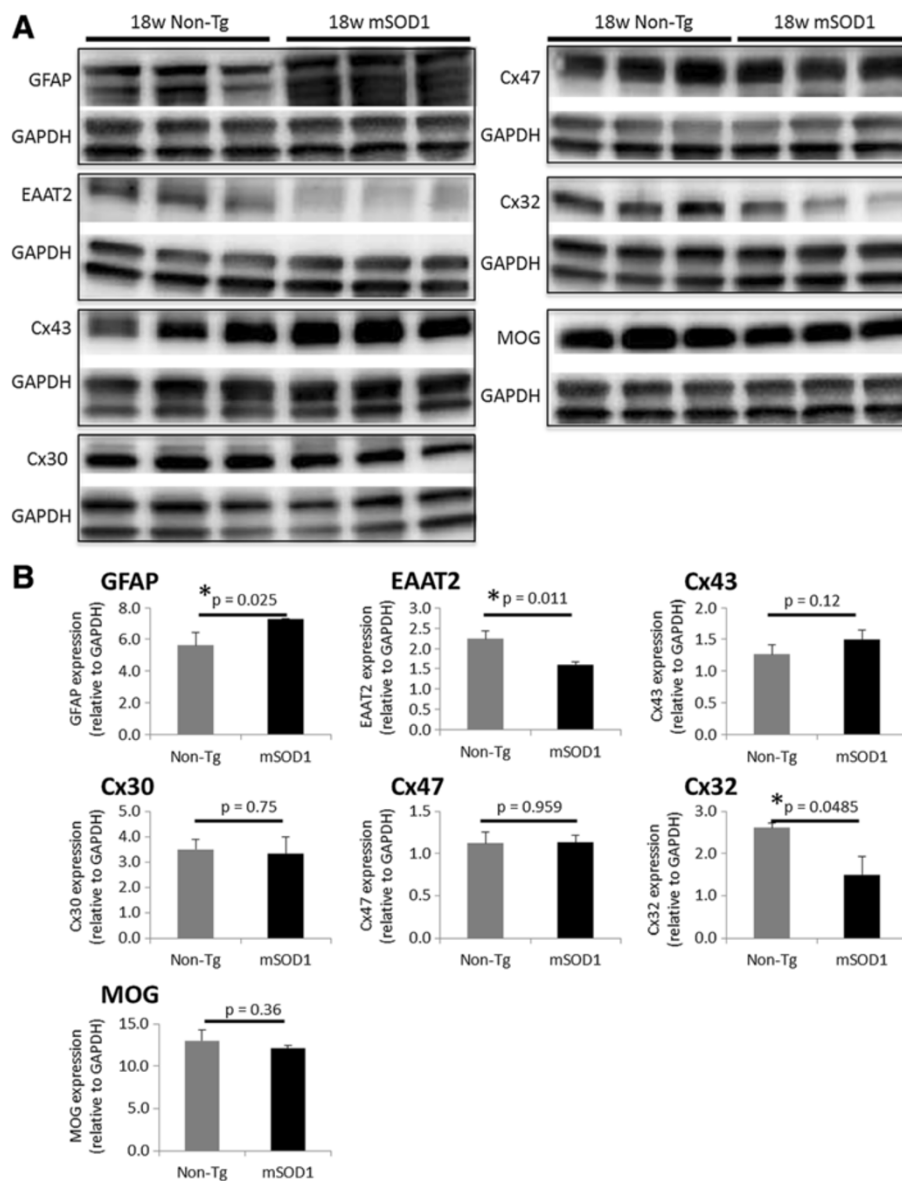 A
18w Non-Tg 18w mSOD1
GFAP
GAPDH
EAAT2
GAPDH
Cx43
GAPDH
Cx30
GAPDH
18w Non-Tg 18w mSOD1
Cx47
GAPDH
Cx32
GAPDH
MOG
GAPDH
B
GFAP
* p = 0.025
GFAP expression
(relative to GAPDH)
8.0
6.0
4.0
2.0
0.0
Non-Tg mSOD1
EAAT2
* p = 0.011
EAAT2 expression
(relative to GAPDH)
3.0
2.5
2.0
1.5
1.0
0.5
0.0
Non-Tg mSOD1
Cx43
p = 0.12
Cx43 expression
(relative to GAPDH)
2.0
1.5
1.0
0.5
0.0
Non-Tg mSOD1
Cx30
p = 0.75
Cx30 expression
(relative to GAPDH)
5.0
4.0
3.0
2.0
1.0
0.0
Non-Tg mSOD1
Cx47
p = 0.959
Cx47 expression
(relative to GAPDH)
1.5
1.0
0.5
0.0
Non-Tg mSOD1
Cx32
* p = 0.0485
Cx32 expression
(relative to GAPDH)
3.0
2.0
1.0
0.0
Non-Tg mSOD1
MOG
p = 0.36
MOG expression
(relative to GAPDH)
15.0
10.0
5.0
0.0
Non-Tg mSOD1